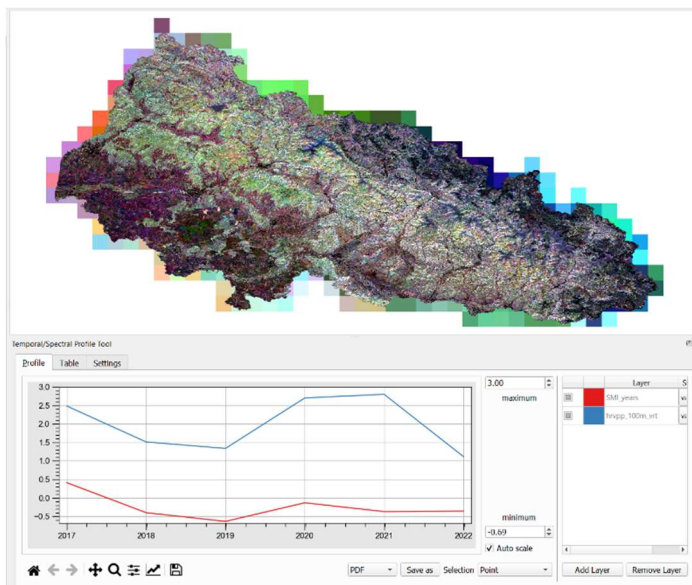 Temporal/Spectral Profile Tool
Profile Table Settings
3.0
2.5
2.0
1.5
1.0
0.5
0.0
-0.5
2017 2018 2019 2020 2021 2022
3.00
maximum
minimum
-0.69
Auto scale
Layer S
SMI_years
hrvpp_100m_vrt
PDF Save as Selection Point
Add Layer Remove Layer